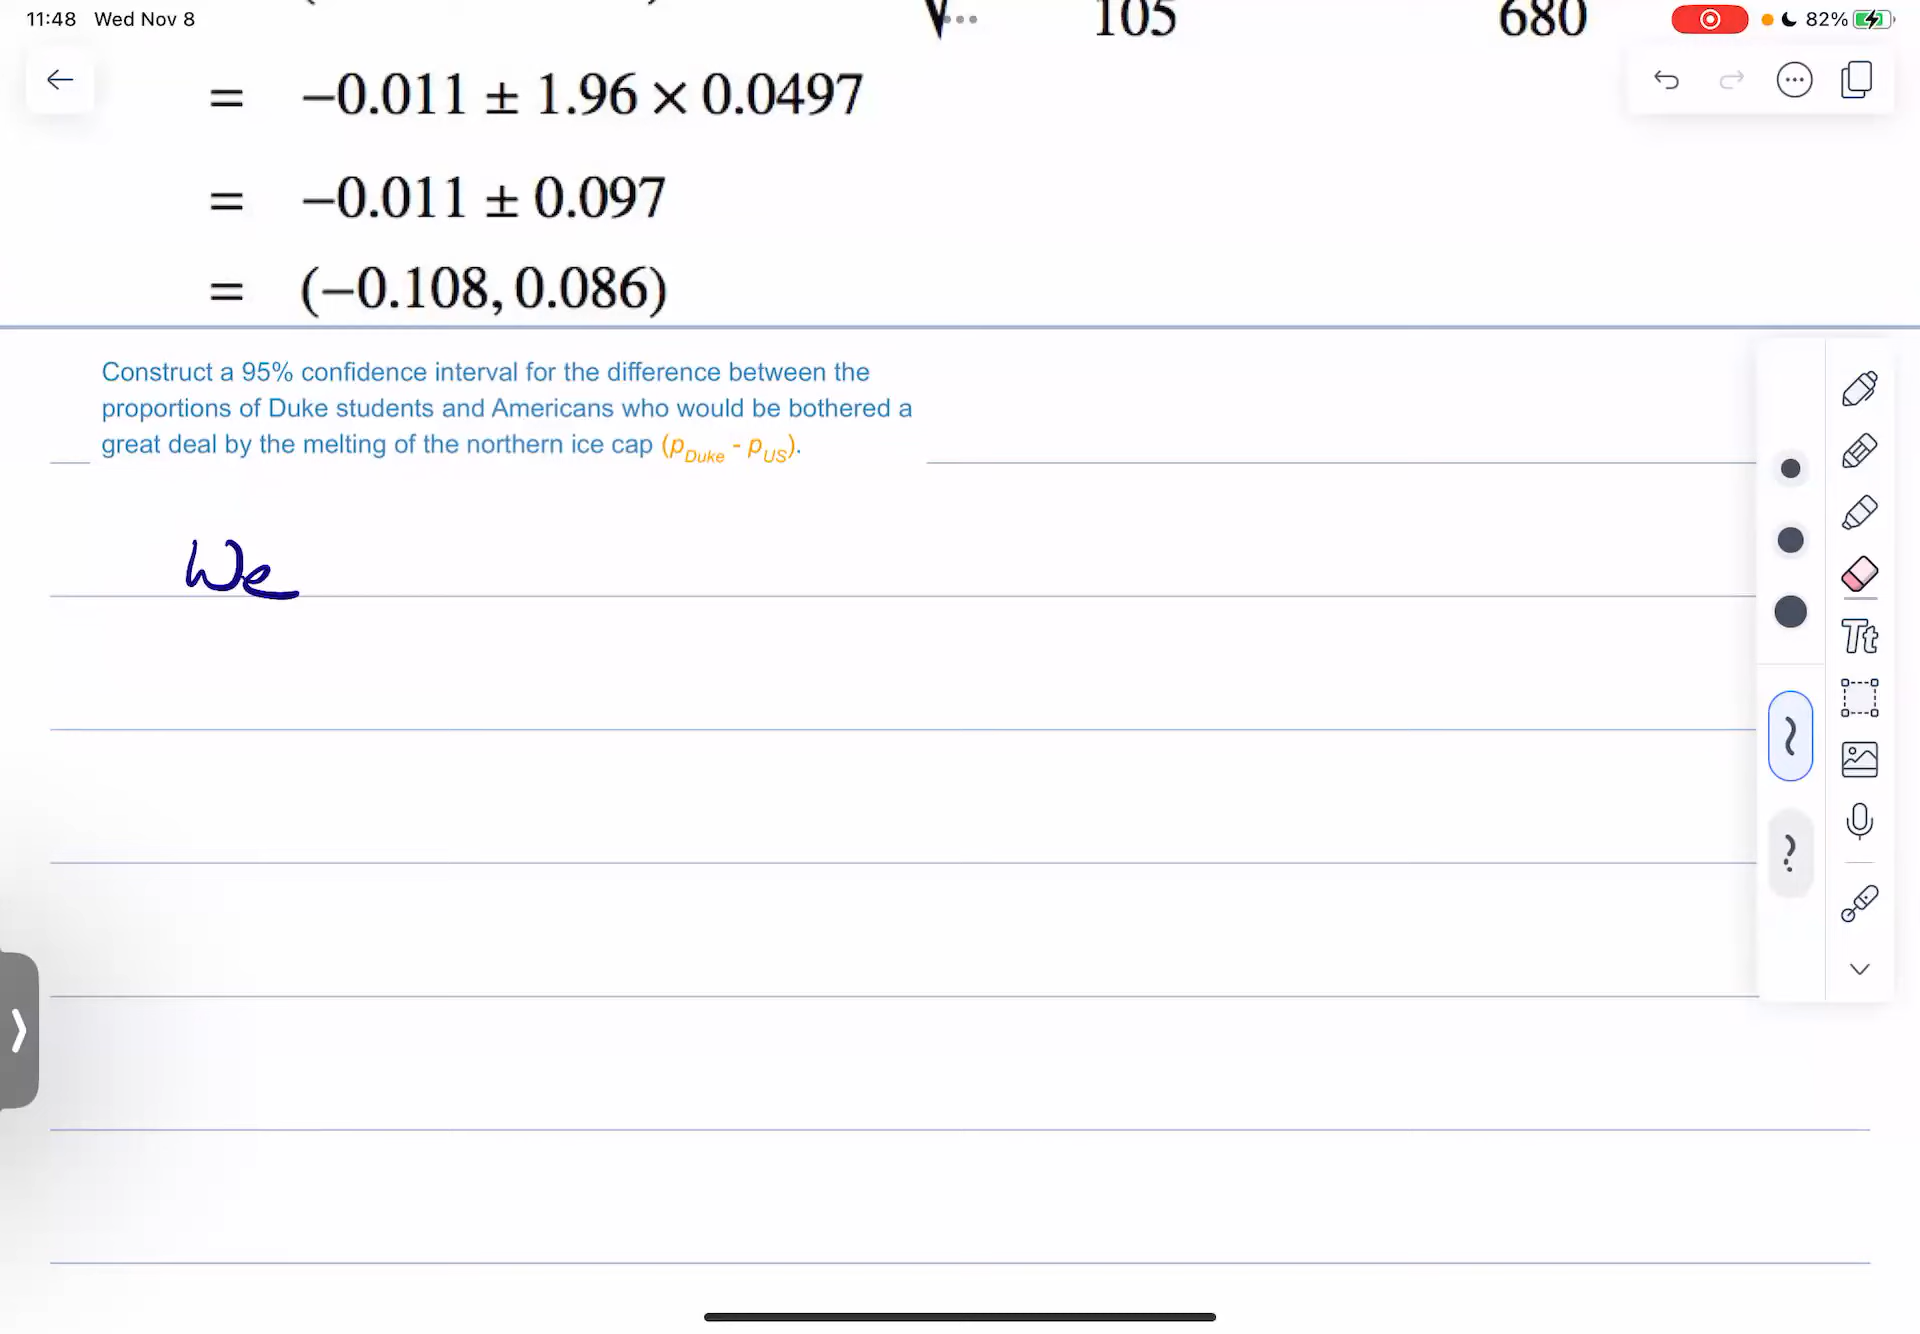 11:48 Wed Nov 8
105 680
82%
= −0.011 ± 1.96 × 0.0497
= −0.011 ± 0.097
= (−0.108, 0.086)
Construct a 95% confidence interval for the difference between the
proportions of Duke students and Americans who would be bothered a
great deal by the melting of the northern ice cap (pDuke - pUS).
We
Tt